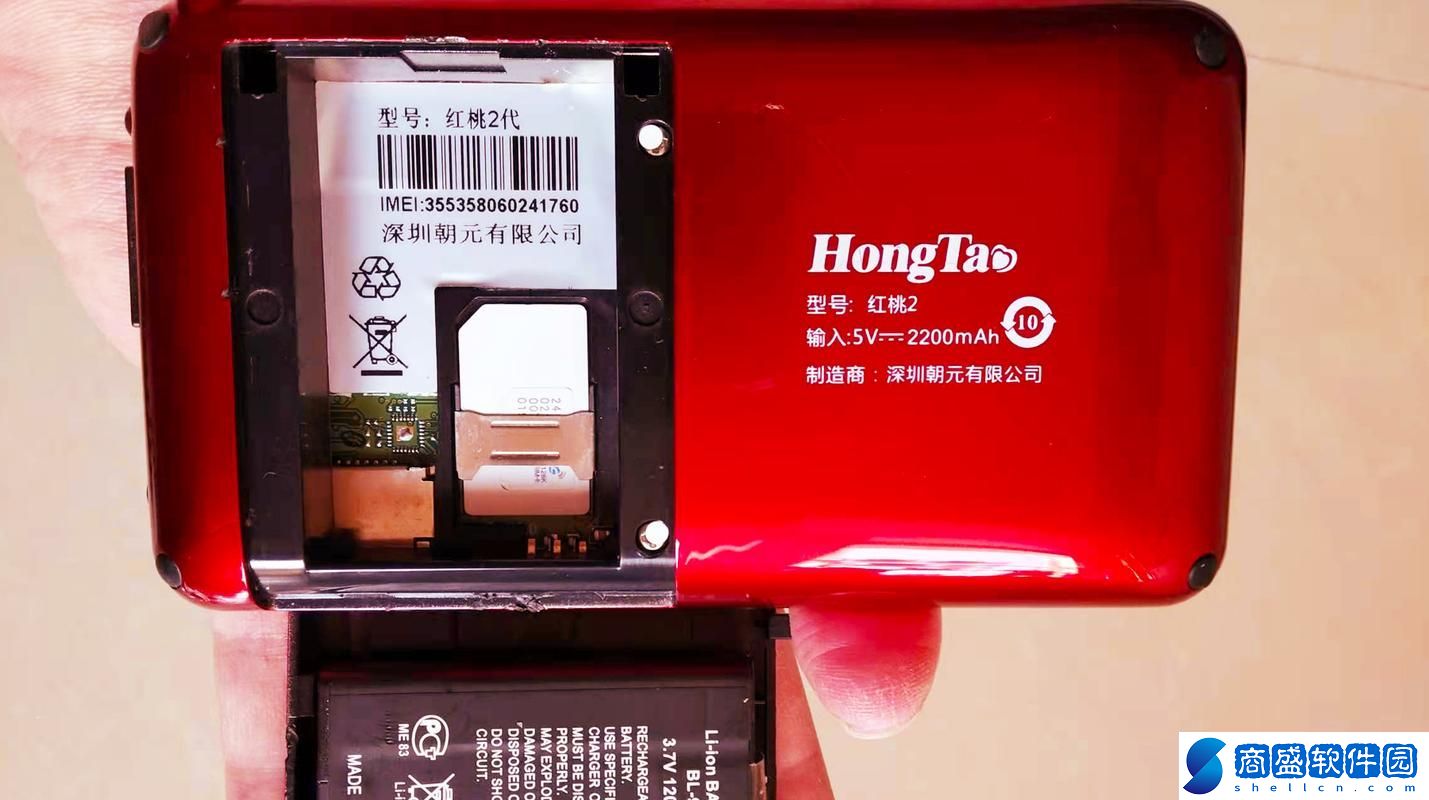 型号：红桃2代
IMEI:355358060241760
深圳朝元有限公司
HongTao
型号: 红桃2
输入:5V⎓2200mAh
10
制造商：深圳朝元有限公司
Li-ion
3.7V
RECHARGEA
BATTERY.
USE SPECIF
CHARGER
MUST BE DIS
PROPERLY.
MAY EXPLOD
DAMAGED O
DISPOSED O
DO NOT SHO
CIRCUIT.
ME 83
MADE
商盛软件园
shellcn.com